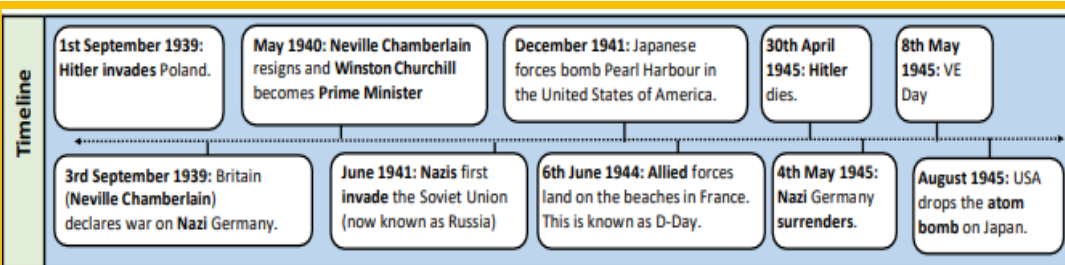 Timeline
1st September 1939:
Hitler invades Poland.
May 1940: Neville Chamberlain
resigns and Winston Churchill
becomes Prime Minister
December 1941: Japanese
forces bomb Pearl Harbour in
the United States of America.
30th April
1945: Hitler
dies.
8th May
1945: VE
Day
3rd September 1939: Britain
(Neville Chamberlain)
declares war on Nazi Germany.
June 1941: Nazis first
invade the Soviet Union
(now known as Russia)
6th June 1944: Allied forces
land on the beaches in France.
This is known as D-Day.
4th May 1945:
Nazi Germany
surrenders.
August 1945: USA
drops the atom
bomb on Japan.